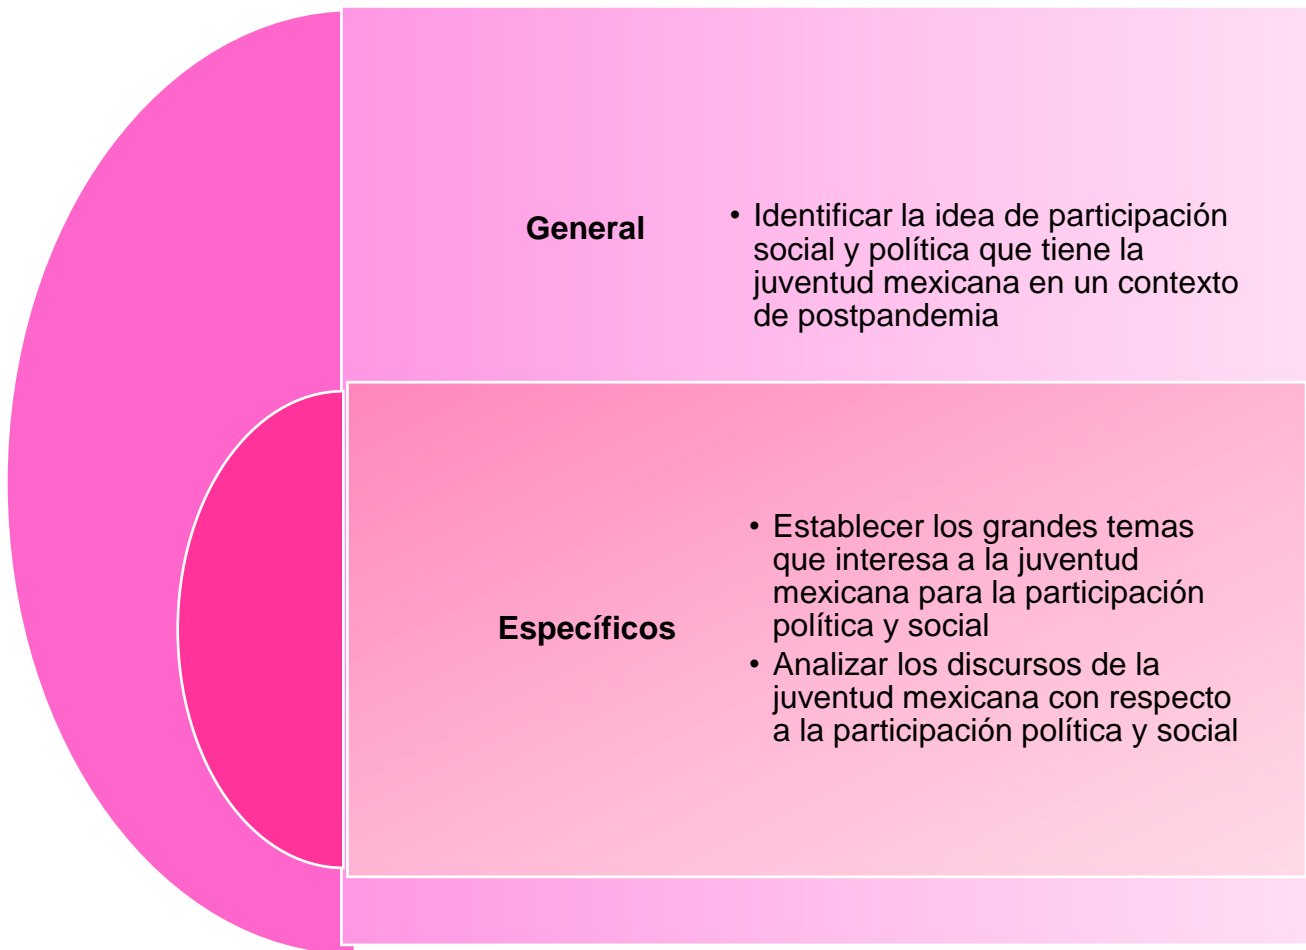 General
• Identificar la idea de participación
social y política que tiene la
juventud mexicana en un contexto
de postpandemia
Específicos
• Establecer los grandes temas
que interesa a la juventud
mexicana para la participación
política y social
• Analizar los discursos de la
juventud mexicana con respecto
a la participación política y social